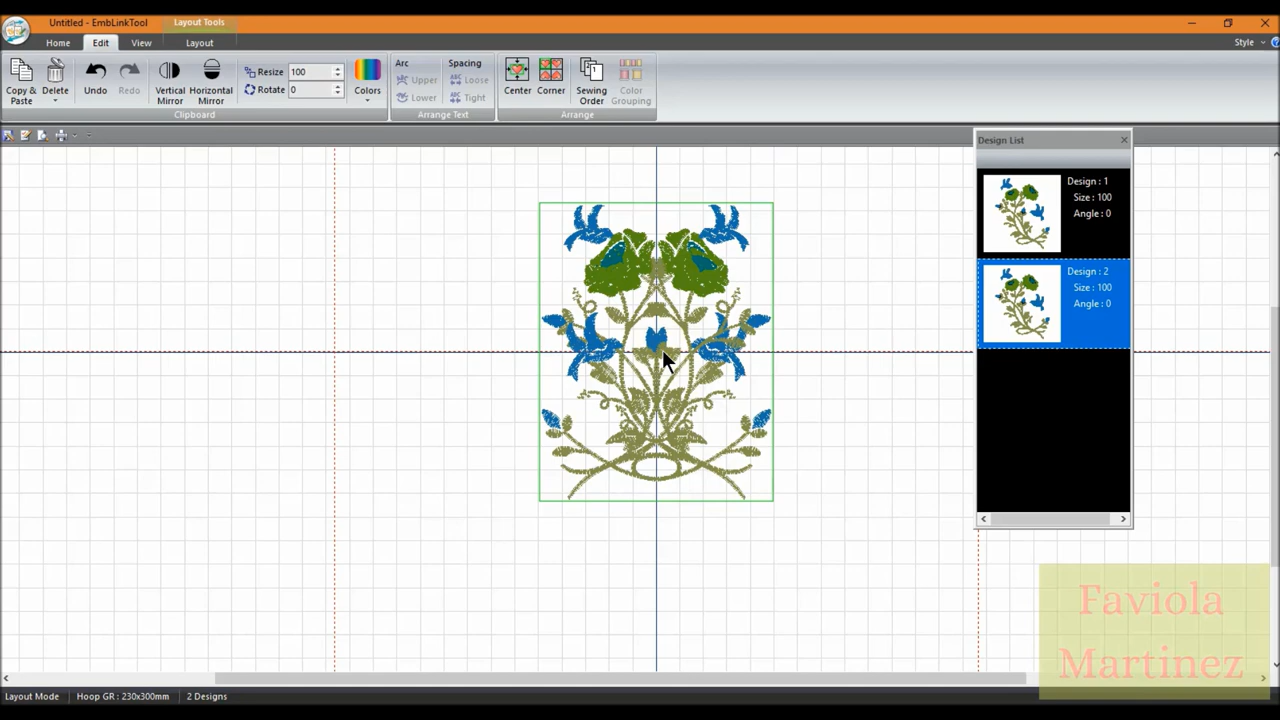 Untitled - EmbLinkTool
Layout Tools
Home
Edit
View
Layout
Style
Copy &
Paste
Delete
Undo
Redo
Vertical
Mirror
Horizontal
Mirror
Resize 100
Rotate 0
Colors
Clipboard
Arc
Upper
Lower
Spacing
Loose
Tight
Arrange Text
Center
Corner
Sewing
Order
Color
Grouping
Arrange
Design List
Design : 1
Size : 100
Angle : 0
Design : 2
Size : 100
Angle : 0
Faviola
Martinez
Layout Mode
Hoop GR : 230x300mm
2 Designs